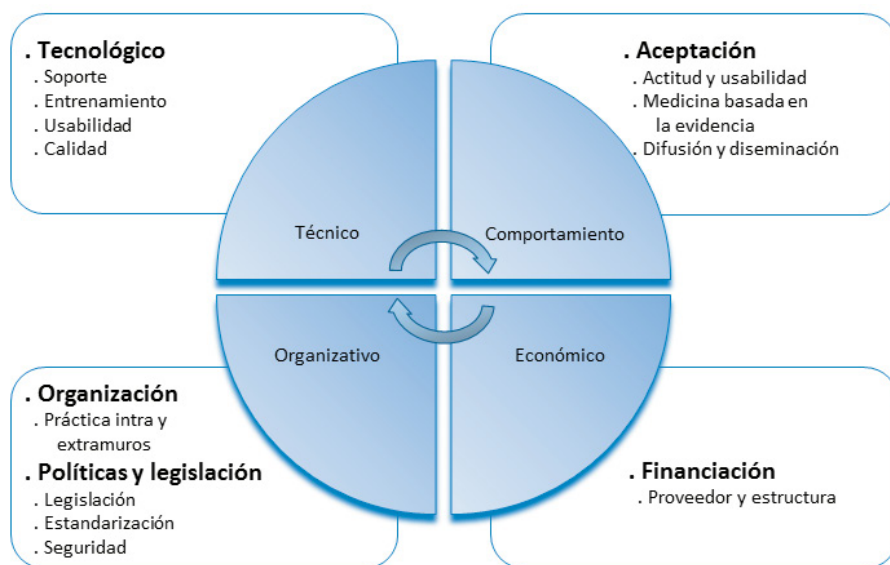 . Tecnológico
. Soporte
. Entrenamiento
. Usabilidad
. Calidad
. Aceptación
. Actitud y usabilidad
. Medicina basada en
la evidencia
. Difusión y diseminación
Técnico
Comportamiento
Organizativo
Económico
. Organización
. Práctica intra y
extramuros
. Políticas y legislación
. Legislación
. Estandarización
. Seguridad
. Financiación
. Proveedor y estructura